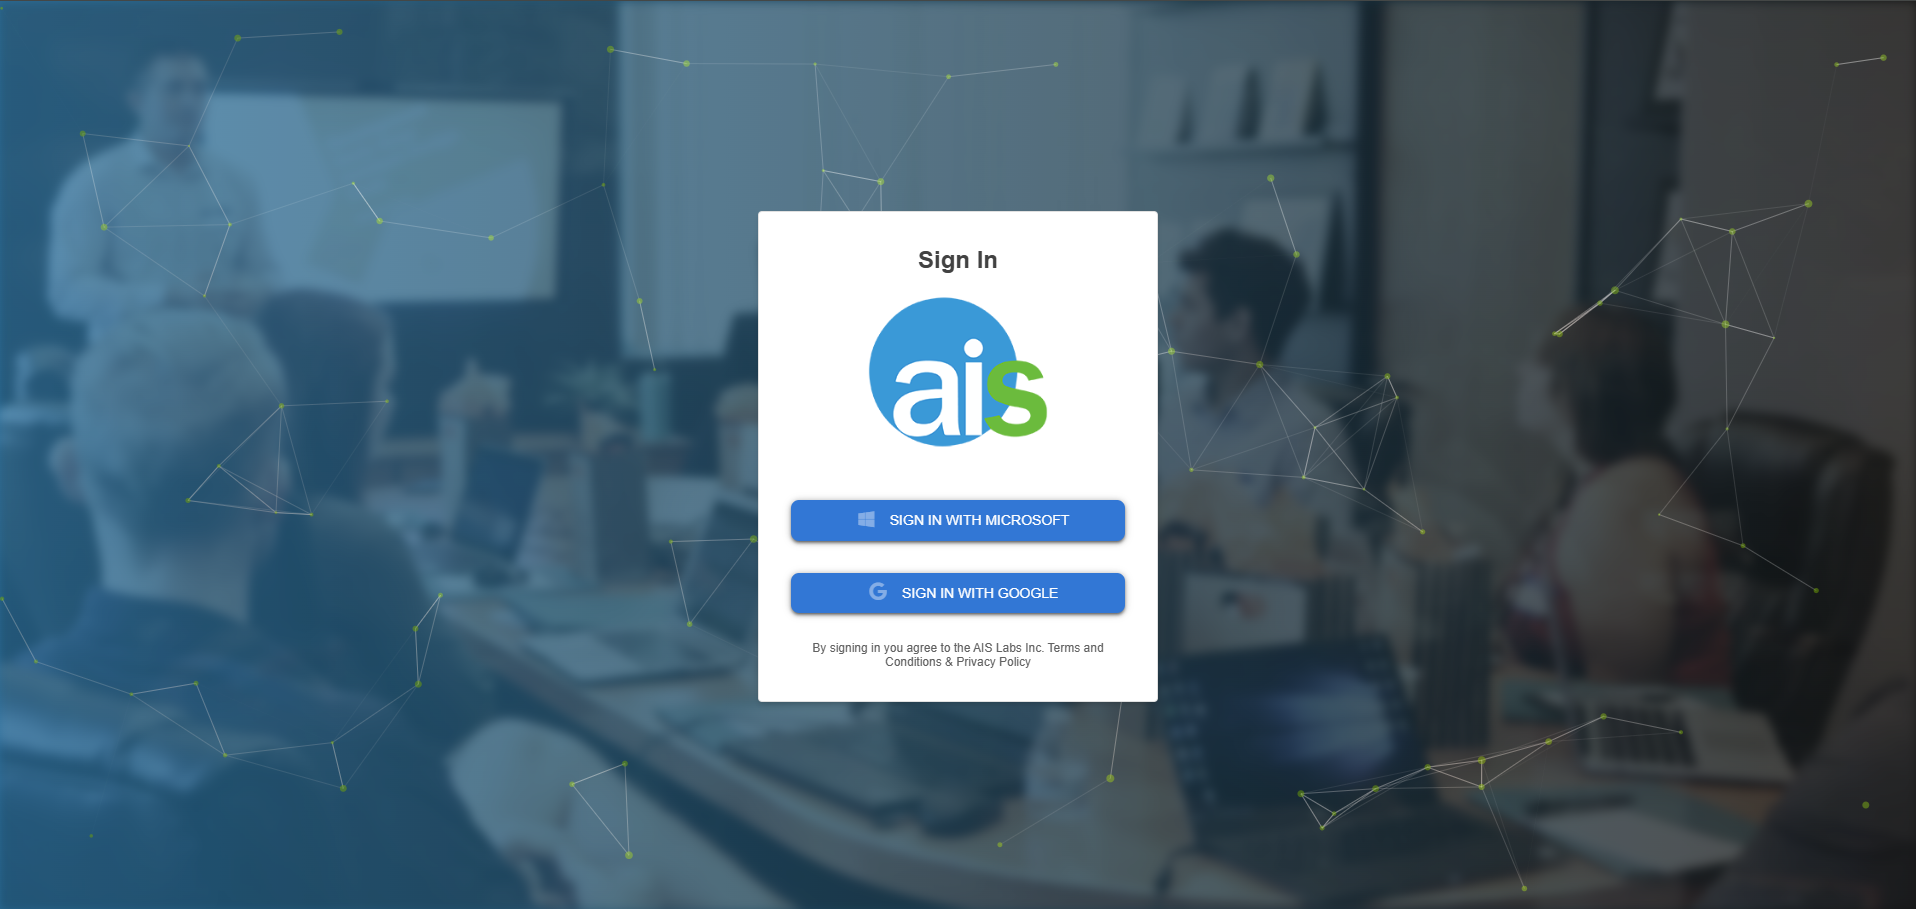 Sign In
ais
SIGN IN WITH MICROSOFT
SIGN IN WITH GOOGLE
By signing in you agree to the AIS Labs Inc. Terms and
Conditions & Privacy Policy